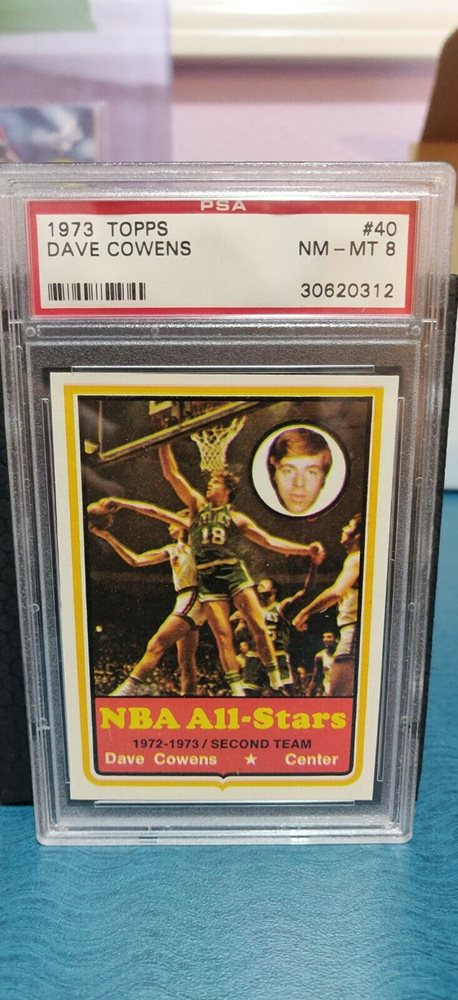 PSA
1973 TOPPS #40
DAVE COWENS NM-MT 8
30620312
18
NBA All-Stars
1972-1973 / SECOND TEAM
Dave Cowens ★ Center